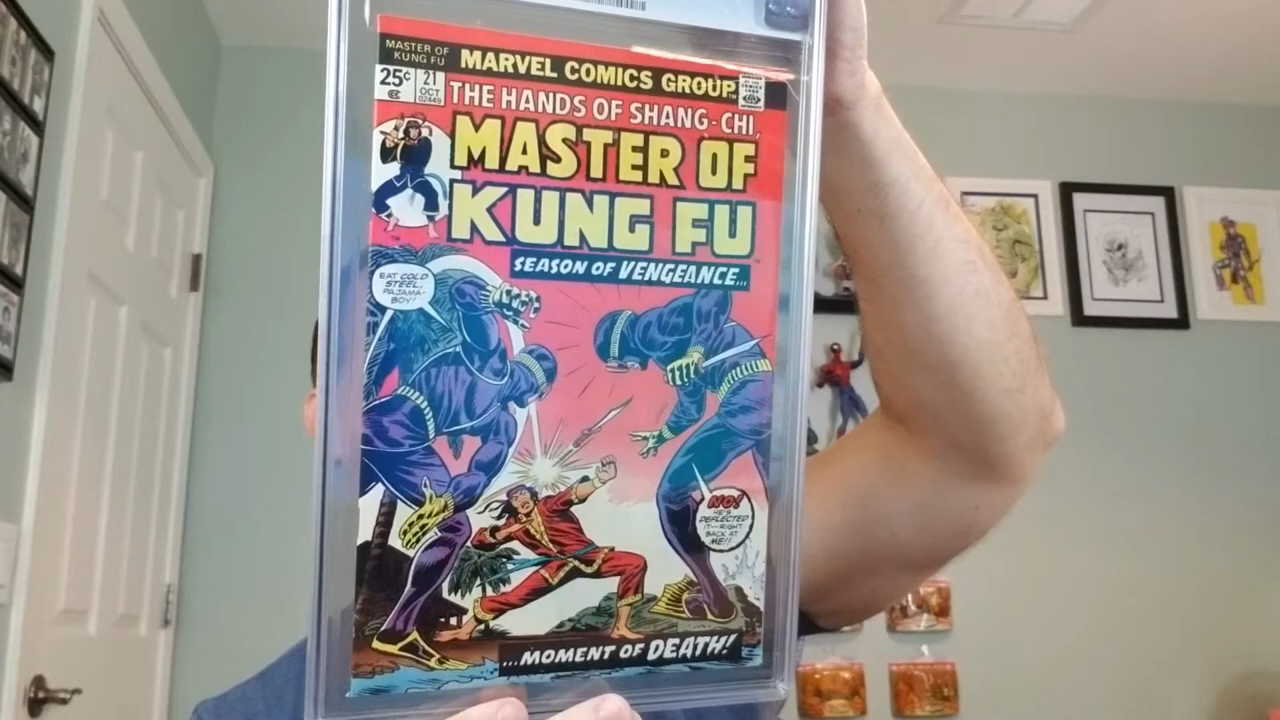 MASTER OF
KUNG FU
MARVEL COMICS GROUP
TM
25¢
21
OCT
02449
THE HANDS OF SHANG-CHI,
MASTER OF
KUNG FU
SEASON OF VENGEANCE...
EAT COLD
STEEL,
PAJAMA-
BOY!
NO!
HE'S
DEFLECTED
IT--RIGHT
BACK AT
ME!!
...MOMENT OF DEATH!